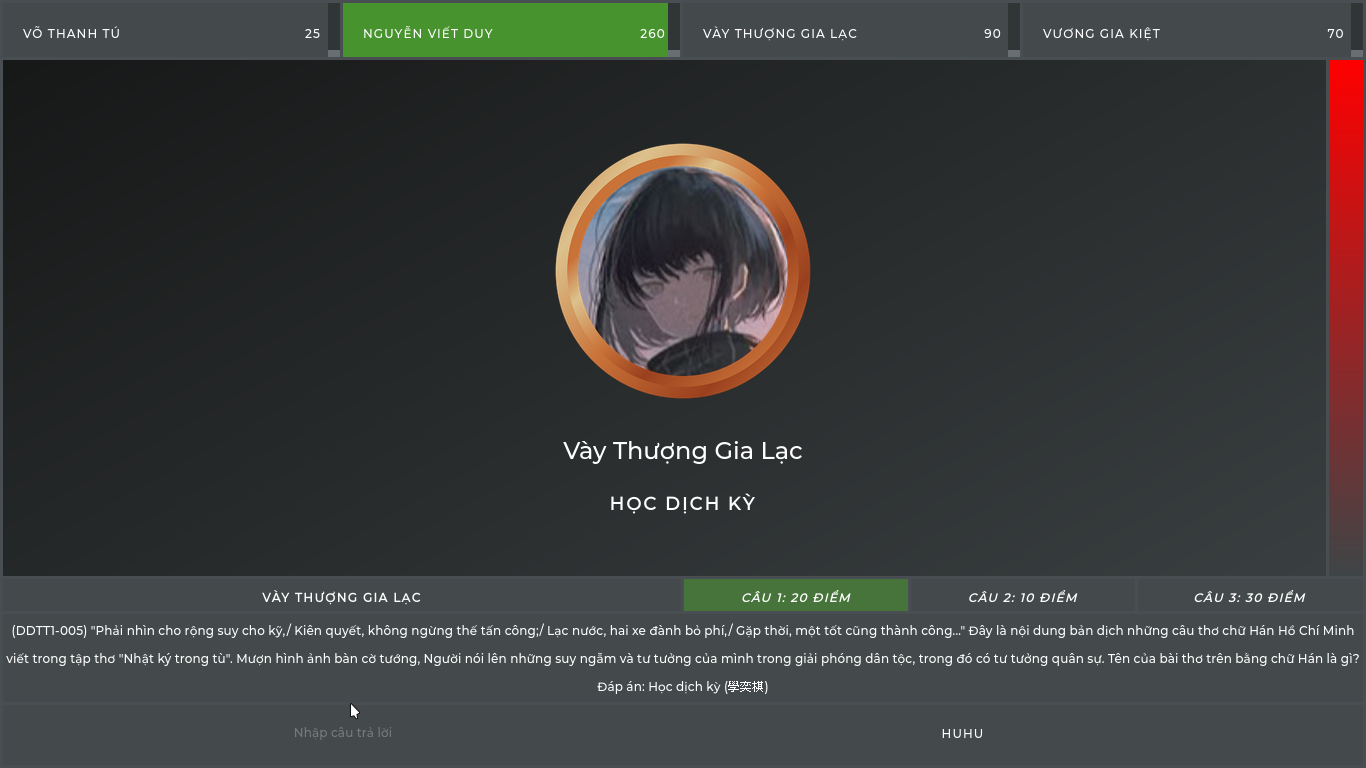 VÕ THANH TÚ 25 NGUYỄN VIẾT DUY 260 VÀY THƯỢNG GIA LẠC 90 VƯƠNG GIA KIỆT 70
Vày Thượng Gia Lạc
HỌC DỊCH KỲ
VÀY THƯỢNG GIA LẠC CÂU 1: 20 ĐIỂM CÂU 2: 10 ĐIỂM CÂU 3: 30 ĐIỂM
(DDTT1-005) "Phải nhìn cho rộng suy cho kỹ,/ Kiên quyết, không ngừng thế tấn công;/ Lạc nước, hai xe đành bỏ phí,/ Gặp thời, một tốt cũng thành công..." Đây là nội dung bản dịch những câu thơ chữ Hán Hồ Chí Minh
viết trong tập thơ "Nhật ký trong tù". Mượn hình ảnh bàn cờ tướng, Người nói lên những suy ngẫm và tư tưởng của mình trong giải phóng dân tộc, trong đó có tư tưởng quân sự. Tên của bài thơ trên bằng chữ Hán là gì?
Đáp án: Học dịch kỳ (學奕棋)
Nhập câu trả lời HUHU